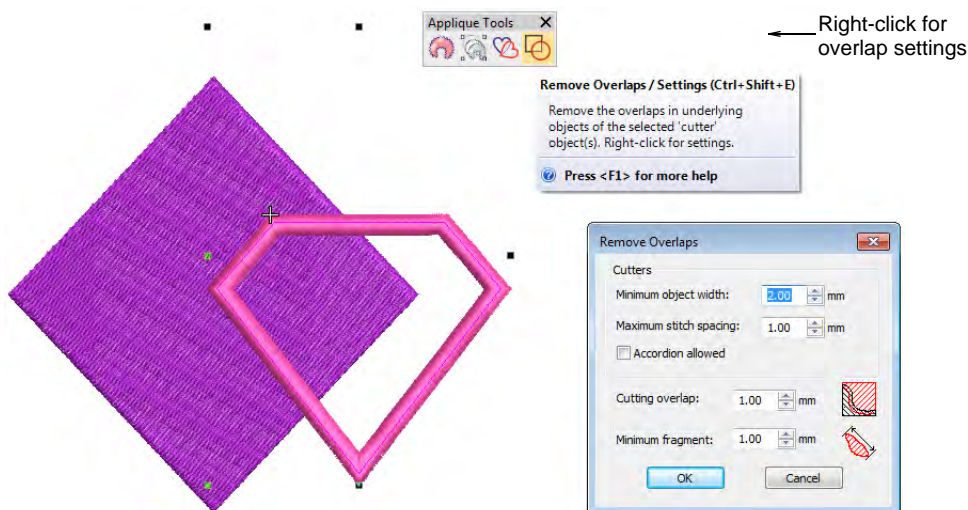 Applique Tools
Right-click for
overlap settings
Remove Overlaps / Settings (Ctrl+Shift+E)
Remove the overlaps in underlying
objects of the selected 'cutter'
object(s). Right-click for settings.
Press <F1> for more help
Remove Overlaps
Cutters
Minimum object width: 2.00 mm
Maximum stitch spacing: 1.00 mm
Accordion allowed
Cutting overlap: 1.00 mm
Minimum fragment: 1.00 mm
OK Cancel